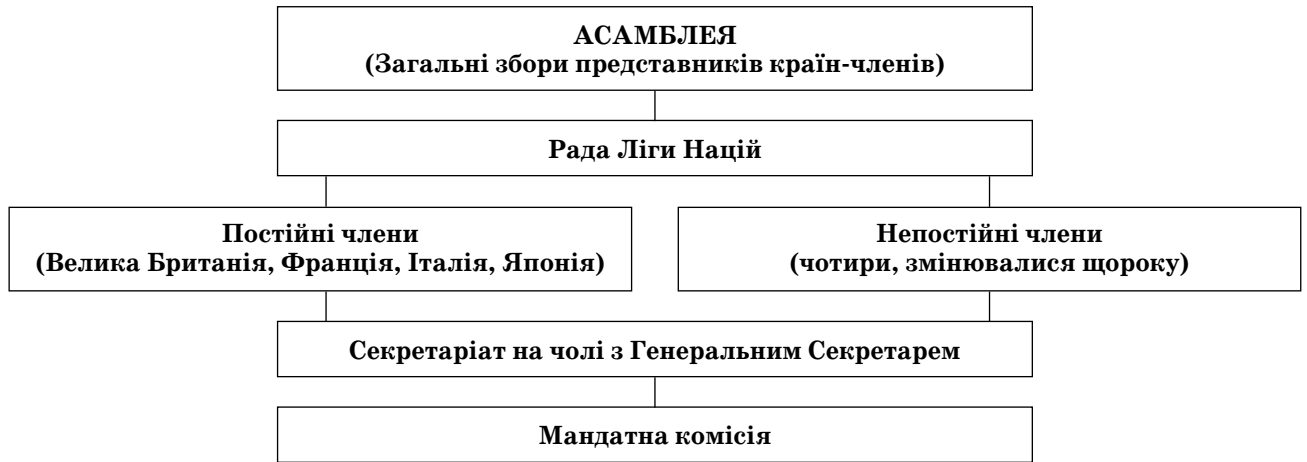 АСАМБЛЕЯ
(Загальні збори представників країн-членів)
Рада Ліги Націй
Постійні члени
(Велика Британія, Франція, Італія, Японія)
Непостійні члени
(чотири, змінювалися щороку)
Секретаріат на чолі з Генеральним Секретарем
Мандатна комісія